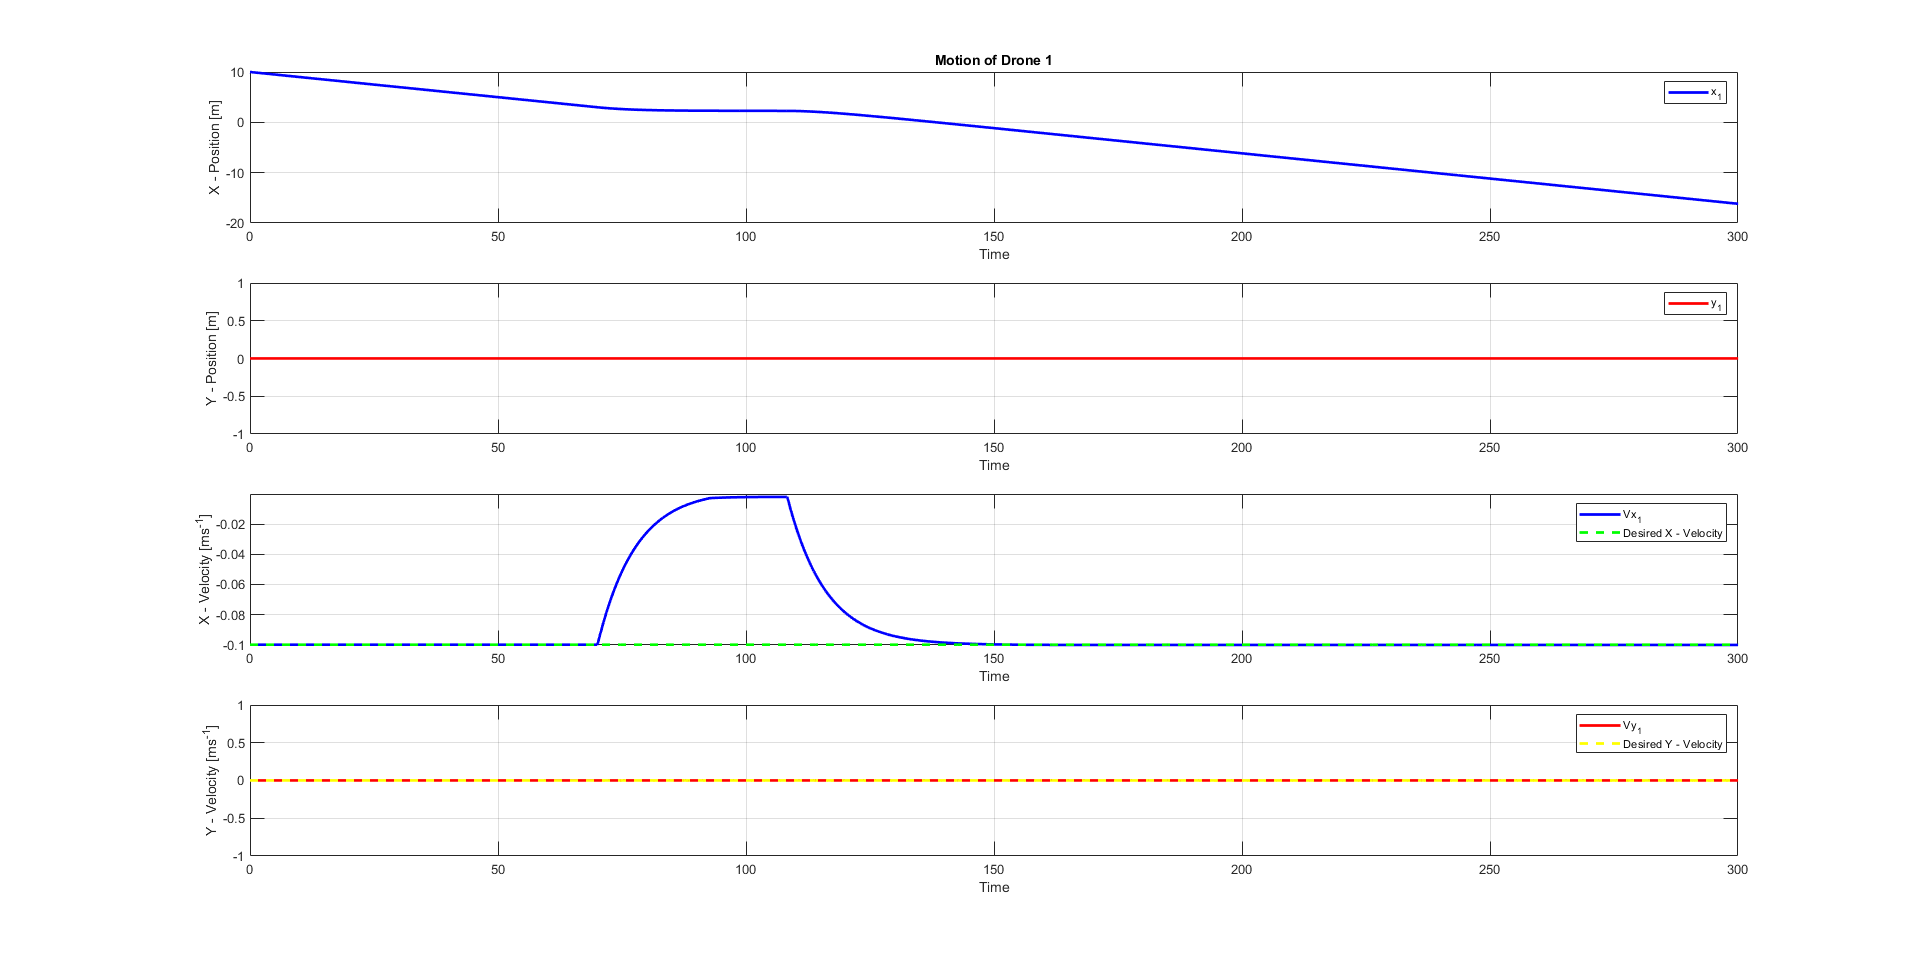 Motion of Drone 1
X - Position [m]
10
0
-10
-20
x1
0 50 100 150 200 250 300
Time
Y - Position [m]
1
0.5
0
-0.5
-1
y1
0 50 100 150 200 250 300
Time
X - Velocity [ms-1]
-0.02
-0.04
-0.06
-0.08
-0.1
Vx1
Desired X - Velocity
0 50 100 150 200 250 300
Time
Y - Velocity [ms-1]
1
0.5
0
-0.5
-1
Vy1
Desired Y - Velocity
0 50 100 150 200 250 300
Time